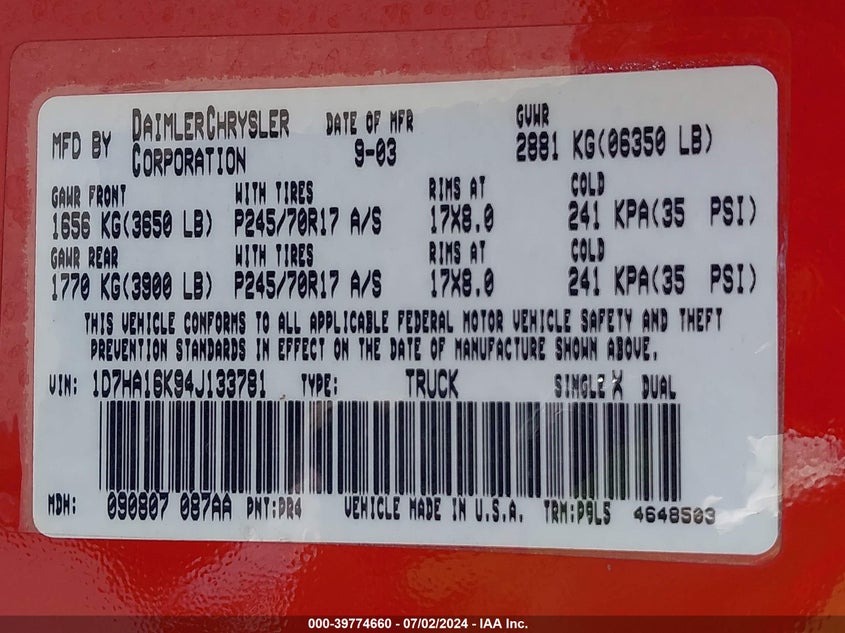 MFD BY DAIMLERCHRYSLER CORPORATION DATE OF MFR 9-03 GVWR 2881 KG(06350 LB)
GAWR FRONT WITH TIRES RIMS AT COLD
1656 KG(3650 LB) P245/70R17 A/S 17X8.0 241 KPA(35 PSI)
GAWR REAR WITH TIRES RIMS AT COLD
1770 KG(3900 LB) P245/70R17 A/S 17X8.0 241 KPA(35 PSI)
THIS VEHICLE CONFORMS TO ALL APPLICABLE FEDERAL MOTOR VEHICLE SAFETY AND THEFT
PREVENTION STANDARDS IN EFFECT ON THE DATE OF MANUFACTURE SHOWN ABOVE.
VIN: 1D7HA16K94J133781 TYPE: TRUCK SINGLE X DUAL
MDH: 090807 087AA PNT:PR4 VEHICLE MADE IN U.S.A. TRM:P9L5 4648503
000-39774660 - 07/02/2024 - IAA Inc.